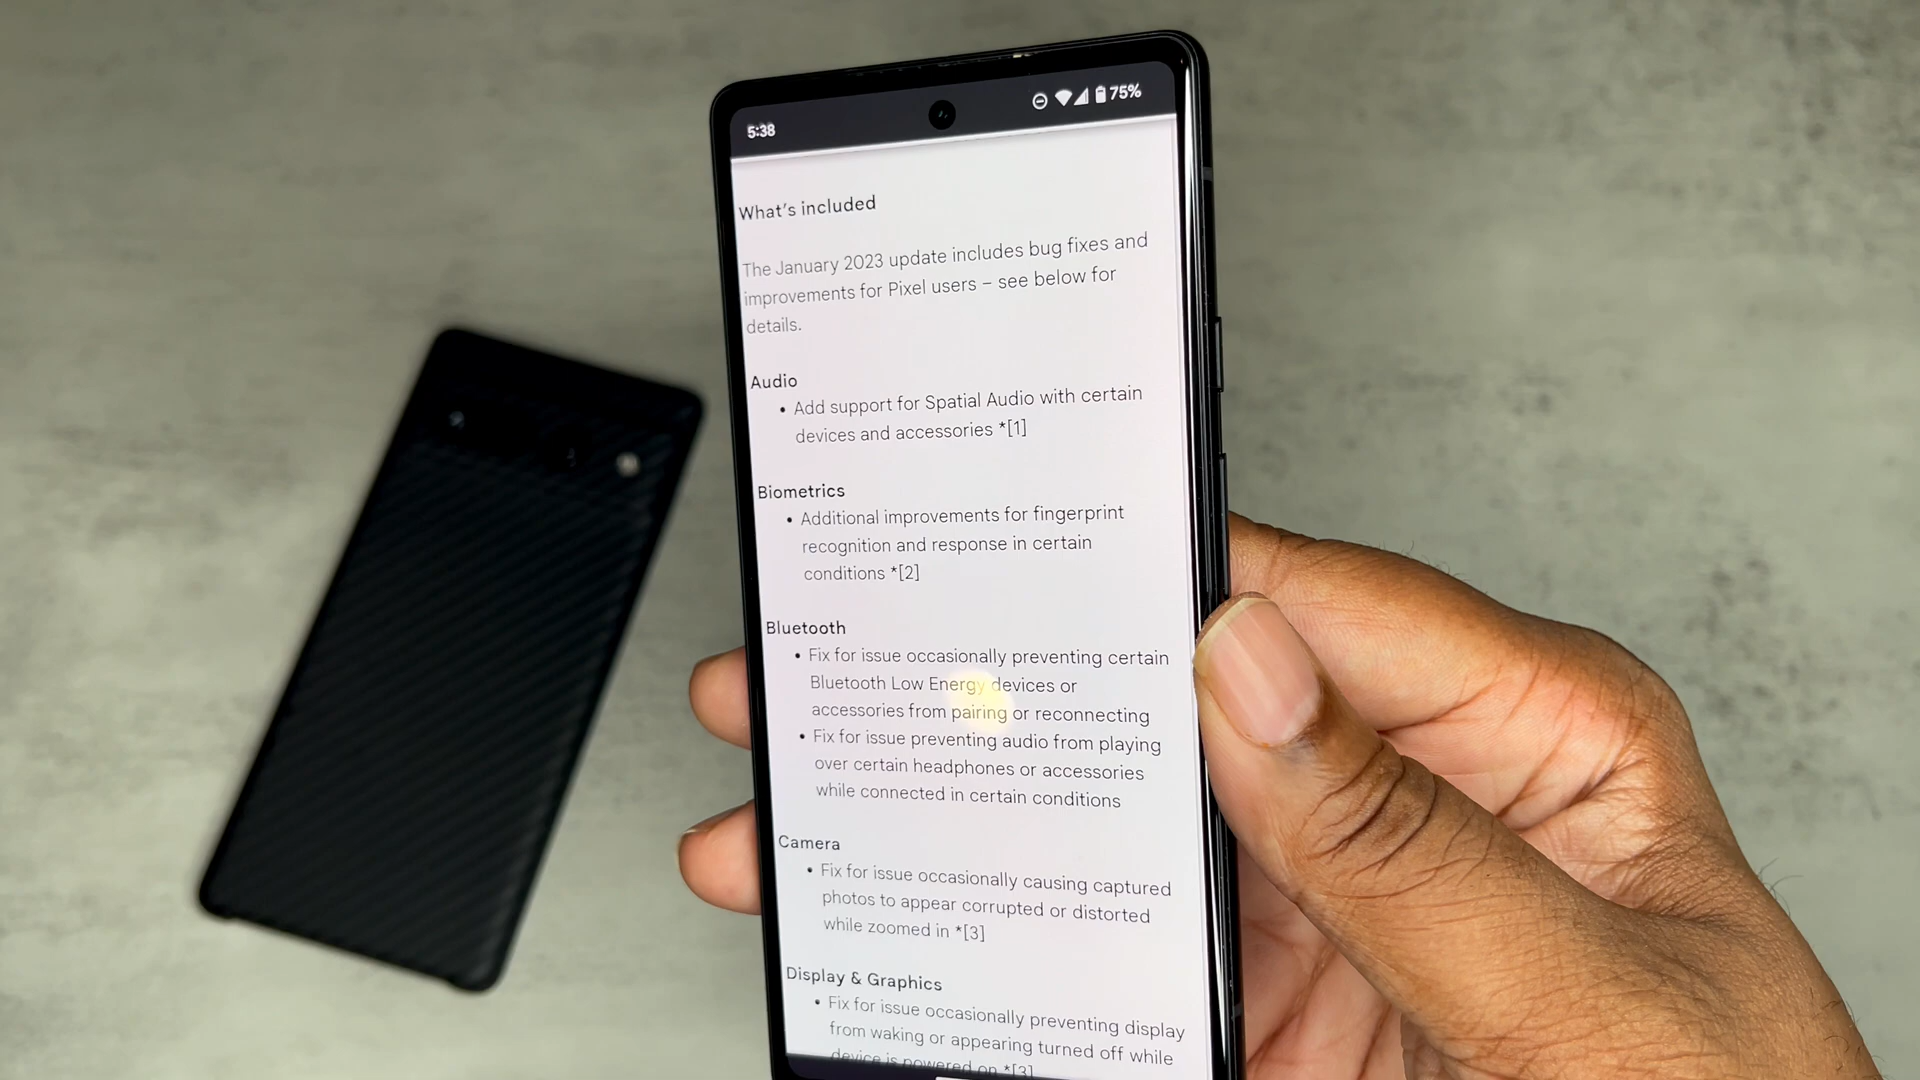 5:38
75%
What's included
The January 2023 update includes bug fixes and
improvements for Pixel users – see below for
details.
Audio
• Add support for Spatial Audio with certain
devices and accessories *[1]
Biometrics
• Additional improvements for fingerprint
recognition and response in certain
conditions *[2]
Bluetooth
• Fix for issue occasionally preventing certain
Bluetooth Low Energy devices or
accessories from pairing or reconnecting
• Fix for issue preventing audio from playing
over certain headphones or accessories
while connected in certain conditions
Camera
• Fix for issue occasionally causing captured
photos to appear corrupted or distorted
while zoomed in *[3]
Display & Graphics
• Fix for issue occasionally preventing display
from waking or appearing turned off while
device is powered on *[3]